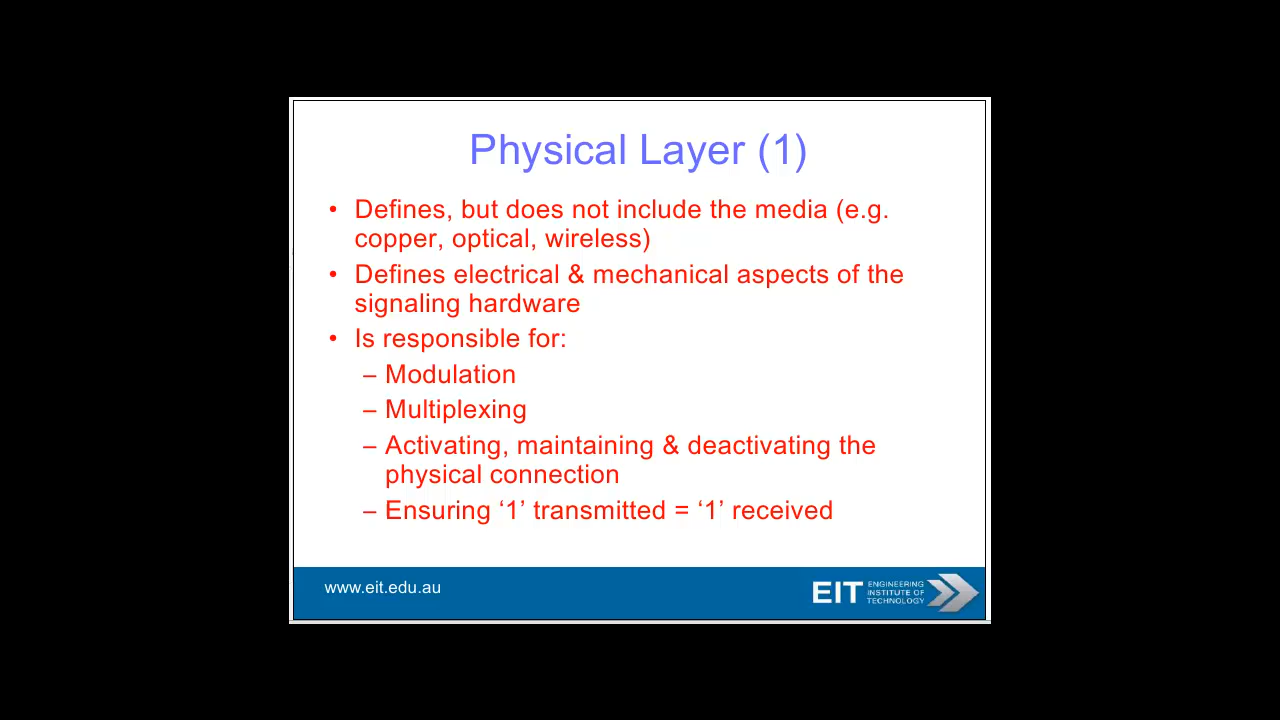 Physical Layer (1)
• Defines, but does not include the media (e.g.
copper, optical, wireless)
• Defines electrical & mechanical aspects of the
signaling hardware
• Is responsible for:
– Modulation
– Multiplexing
– Activating, maintaining & deactivating the
physical connection
– Ensuring ‘1’ transmitted = ‘1’ received
www.eit.edu.au
EIT
ENGINEERING
INSTITUTE OF
TECHNOLOGY